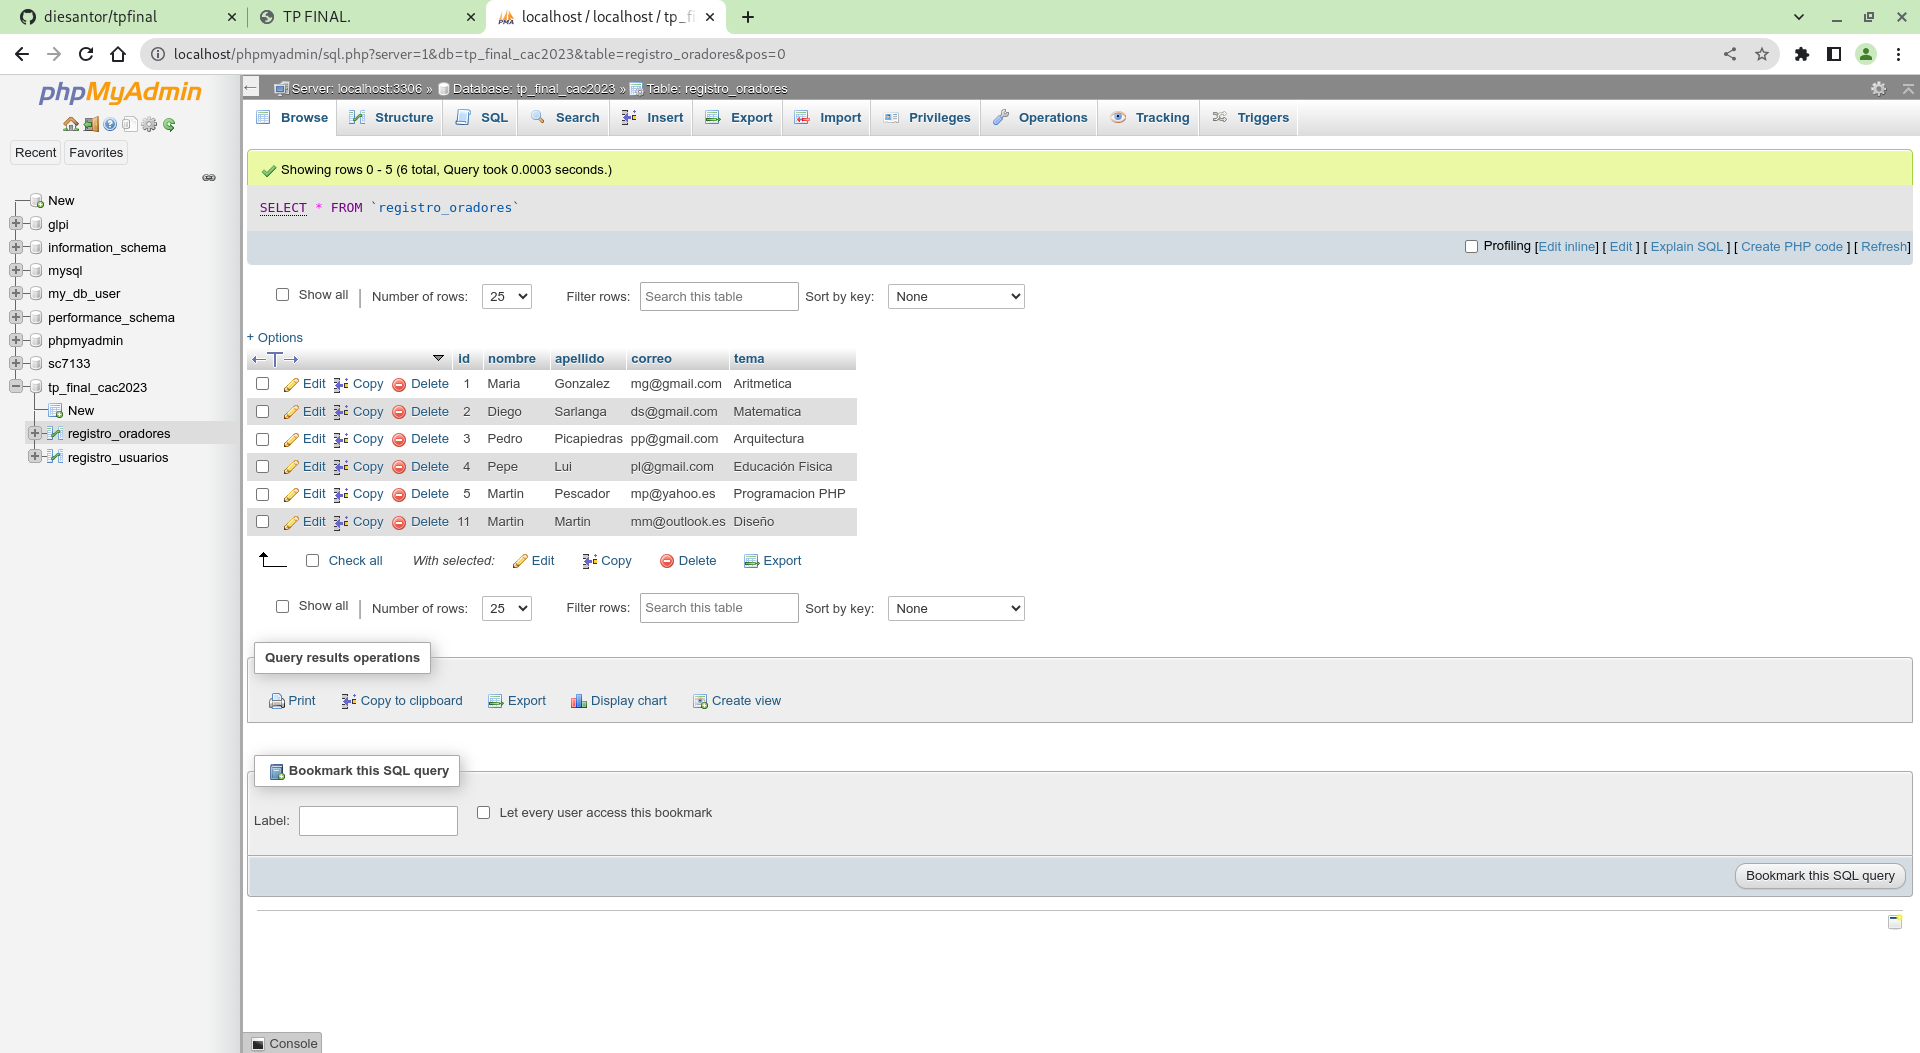 diesantor/tpfinal
TP FINAL.
localhost / localhost / tp_f
localhost/phpmyadmin/sql.php?server=1&db=tp_final_cac2023&table=registro_oradores&pos=0
phpMyAdmin
Recent
Favorites
New
glpi
information_schema
mysql
my_db_user
performance_schema
phpmyadmin
sc7133
tp_final_cac2023
New
registro_oradores
registro_usuarios
Server: localhost:3306 » Database: tp_final_cac2023 » Table: registro_oradores
Browse Structure SQL Search Insert Export Import Privileges Operations Tracking Triggers
Showing rows 0 - 5 (6 total, Query took 0.0003 seconds.)
SELECT * FROM `registro_oradores`
Profiling [Edit inline] [ Edit ] [ Explain SQL ] [ Create PHP code ] [ Refresh]
Show all | Number of rows: 25 Filter rows: Search this table Sort by key: None
+ Options
←T→ id nombre apellido correo tema
Edit Copy Delete 1 Maria Gonzalez mg@gmail.com Aritmetica
Edit Copy Delete 2 Diego Sarlanga ds@gmail.com Matematica
Edit Copy Delete 3 Pedro Picapiedras pp@gmail.com Arquitectura
Edit Copy Delete 4 Pepe Lui pl@gmail.com Educación Fisica
Edit Copy Delete 5 Martin Pescador mp@yahoo.es Programacion PHP
Edit Copy Delete 11 Martin Martin mm@outlook.es Diseño
Check all With selected: Edit Copy Delete Export
Show all | Number of rows: 25 Filter rows: Search this table Sort by key: None
Query results operations
Print Copy to clipboard Export Display chart Create view
Bookmark this SQL query
Label: Let every user access this bookmark
Bookmark this SQL query
Console